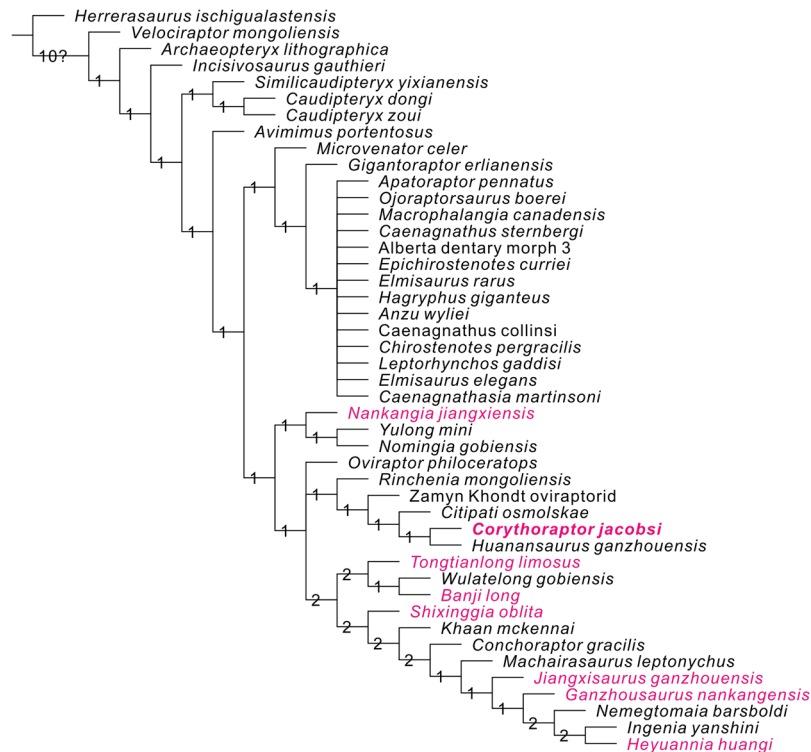 Herrerasaurus ischigualastensis
Velociraptor mongoliensis
10?
Archaeopteryx lithographica
1
Incisivosaurus gauthieri
Similicaudipteryx yixianensis
1
Caudipteryx dongi
1
1
Caudipteryx zoui
Avimimus portentosus
Microvenator celer
1
Gigantoraptor erlianensis
Apatoraptor pennatus
1
Ojoraptorsaurus boerei
Macrophalangia canadensis
1
1
Caenagnathus sternbergi
Alberta dentary morph 3
Epichirostenotes curriei
Elmisaurus rarus
1
Hagryphus giganteus
Anzu wyliei
1
Caenagnathus collinsi
Chirostenotes pergracilis
Leptorhynchos gaddisi
Elmisaurus elegans
Caenagnathasia martinsoni
Nankangia jiangxiensis
1
Yulong mini
1
Nomingia gobiensis
Oviraptor philoceratops
1
Rinchenia mongoliensis
1
Zamyn Khondt oviraptorid
1
Citipati osmolskae
1
Corythoraptor jacobsi
1
1
Huanansaurus ganzhouensis
Tongtianlong limosus
2
Wulatelong gobiensis
1
Banji long
2
Shixinggia oblita
2
Khaan mckennai
2
Conchoraptor gracilis
2
Machairasaurus leptonychus
1
Jiangxisaurus ganzhouensis
1
Ganzhousaurus nankangensis
1
Nemegtomaia barsboldi
2
Ingenia yanshini
2
Heyuannia huangi